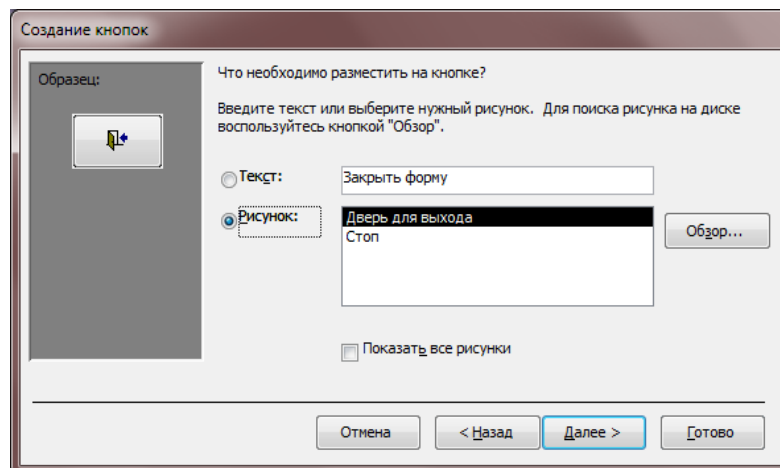 Создание кнопок
Образец:
Что необходимо разместить на кнопке?
Введите текст или выберите нужный рисунок. Для поиска рисунка на диске
воспользуйтесь кнопкой "Обзор".
Текст:
Закрыть форму
Рисунок:
Дверь для выхода
Стоп
Обзор...
Показать все рисунки
Отмена
< Назад
Далее >
Готово